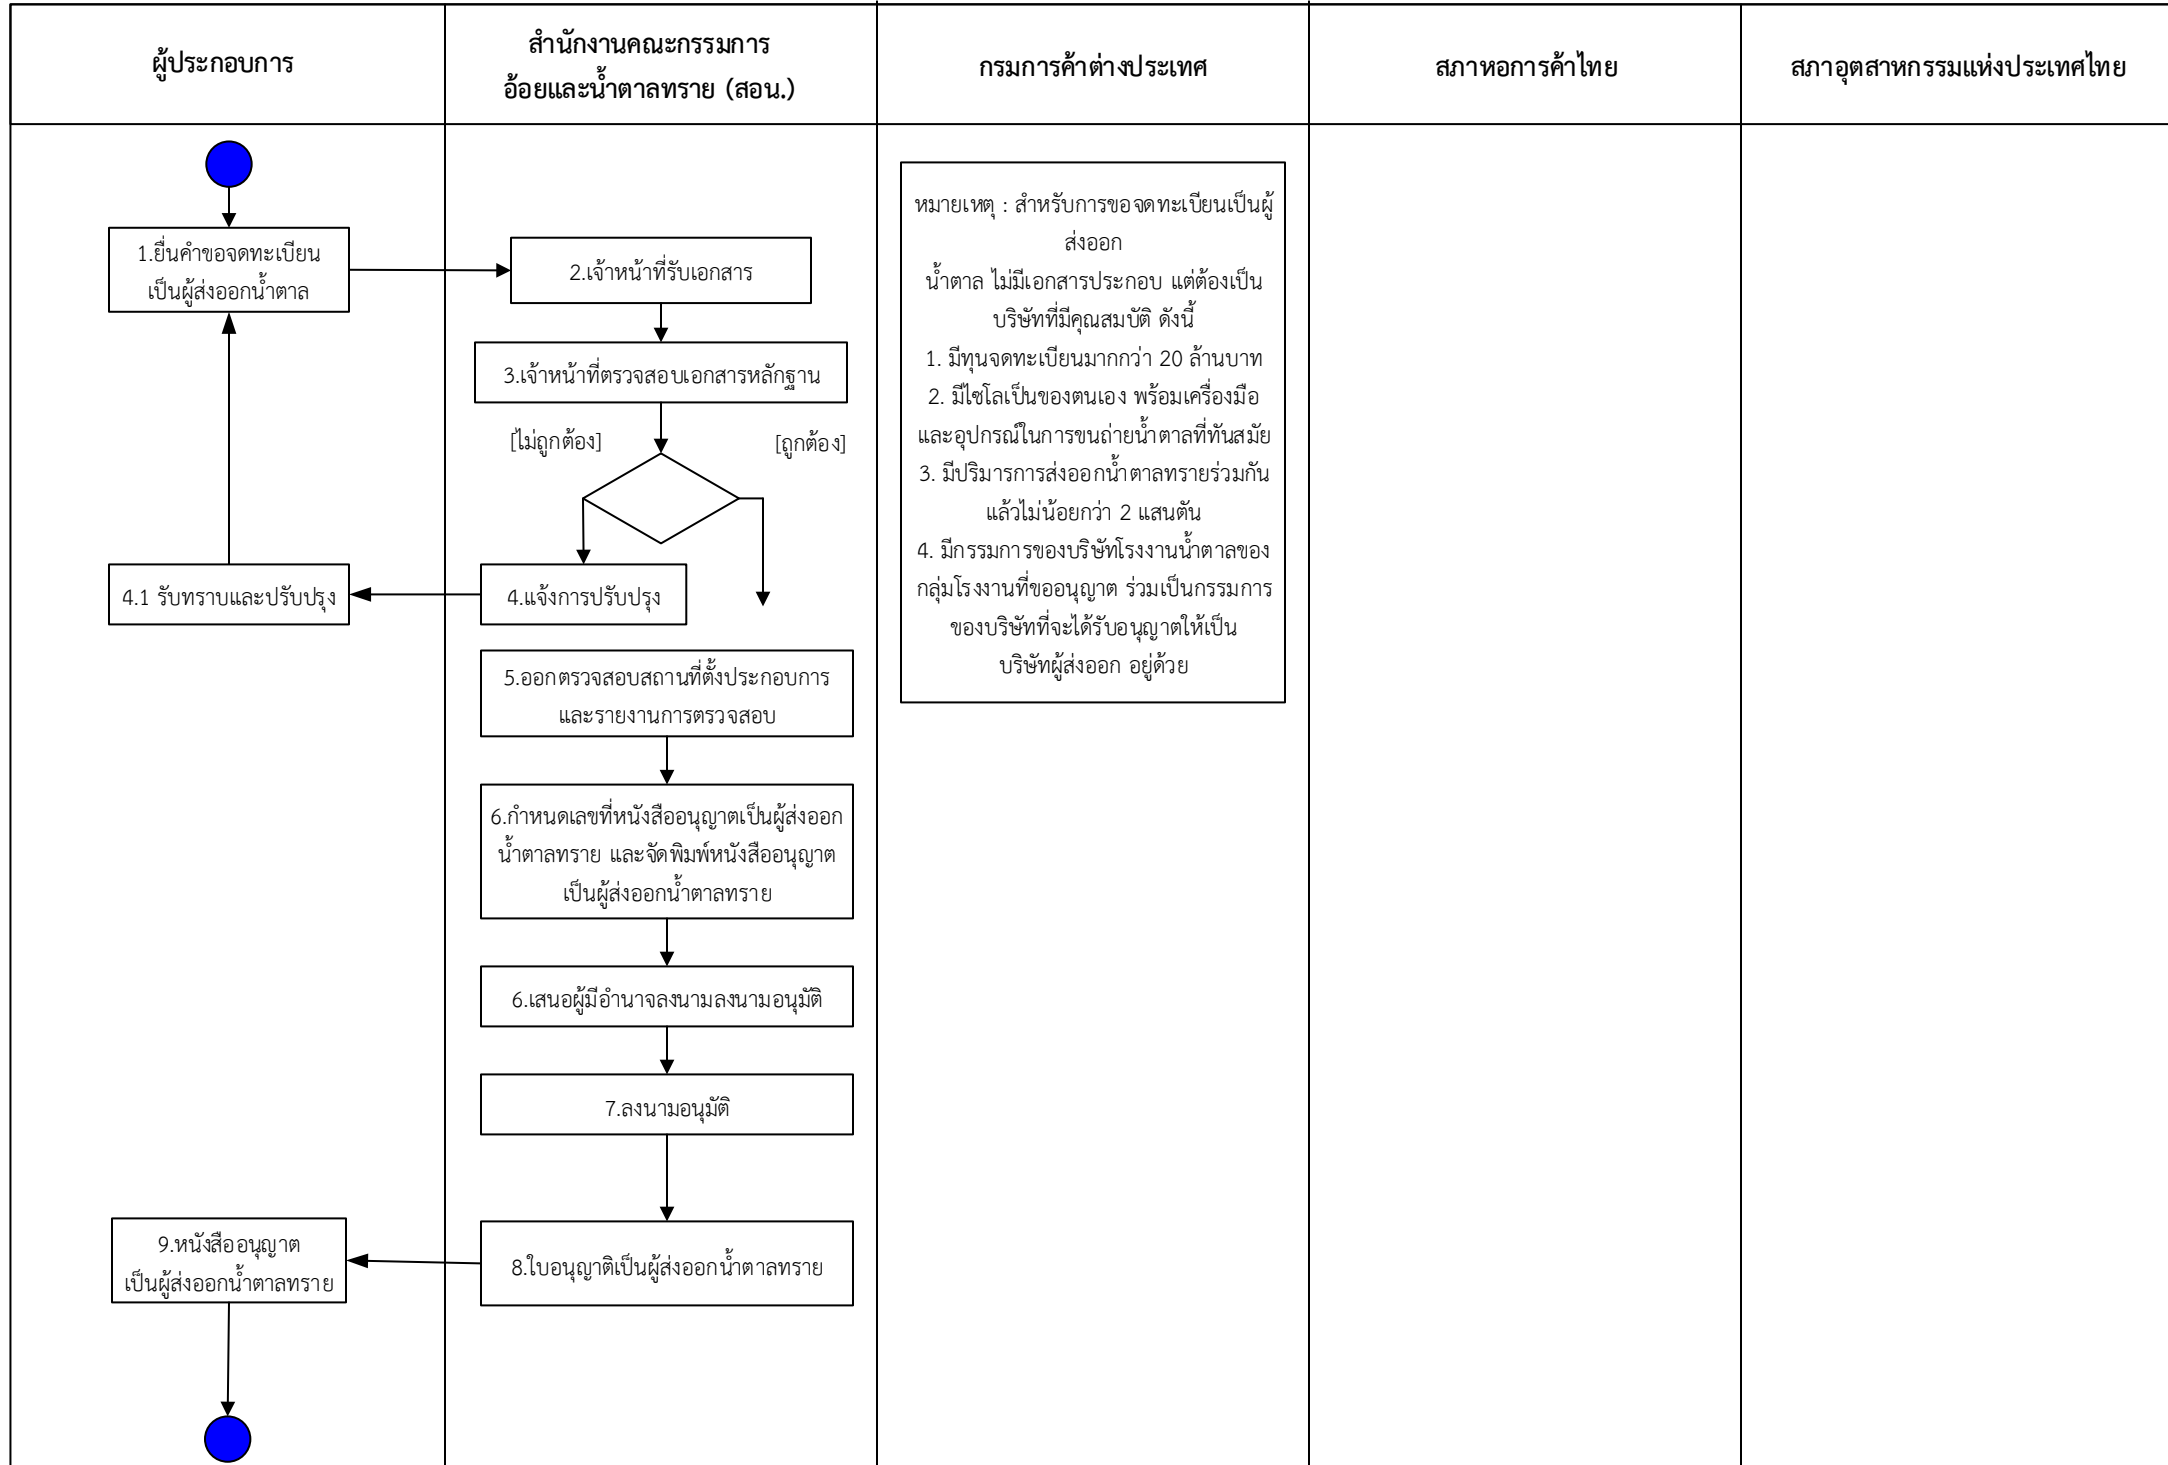 ผู้ประกอบการ
สำนักงานคณะกรรมการ
อ้อยและน้ำตาลทราย (สอน.)
กรมการค้าต่างประเทศ
สภาหอการค้าไทย
สภาอุตสาหกรรมแห่งประเทศไทย
1.ยื่นคำขอจดทะเบียน
เป็นผู้ส่งออกน้ำตาล
2.เจ้าหน้าที่รับเอกสาร
3.เจ้าหน้าที่ตรวจสอบเอกสารหลักฐาน
[ไม่ถูกต้อง]
[ถูกต้อง]
4.1 รับทราบและปรับปรุง
4.แจ้งการปรับปรุง
5.ออกตรวจสอบสถานที่ตั้งประกอบการ
และรายงานการตรวจสอบ
6.กำหนดเลขที่หนังสืออนุญาตเป็นผู้ส่งออก
น้ำตาลทราย และจัดพิมพ์หนังสืออนุญาต
เป็นผู้ส่งออกน้ำตาลทราย
6.เสนอผู้มีอำนาจลงนามลงนามอนุมัติ
7.ลงนามอนุมัติ
8.ใบอนุญาติเป็นผู้ส่งออกน้ำตาลทราย
9.หนังสืออนุญาต
เป็นผู้ส่งออกน้ำตาลทราย
หมายเหตุ : สำหรับการขอจดทะเบียนเป็นผู้
ส่งออก
น้ำตาล ไม่มีเอกสารประกอบ แต่ต้องเป็น
บริษัทที่มีคุณสมบัติ ดังนี้
1. มีทุนจดทะเบียนมากกว่า 20 ล้านบาท
2. มีไซโลเป็นของตนเอง พร้อมเครื่องมือ
และอุปกรณ์ในการขนถ่ายน้ำตาลที่ทันสมัย
3. มีปริมารการส่งออกน้ำตาลทรายร่วมกัน
แล้วไม่น้อยกว่า 2 แสนตัน
4. มีกรรมการของบริษัทโรงงานน้ำตาลของ
กลุ่มโรงงานที่ขออนุญาต ร่วมเป็นกรรมการ
ของบริษัทที่จะได้รับอนุญาตให้เป็น
บริษัทผู้ส่งออก อยู่ด้วย